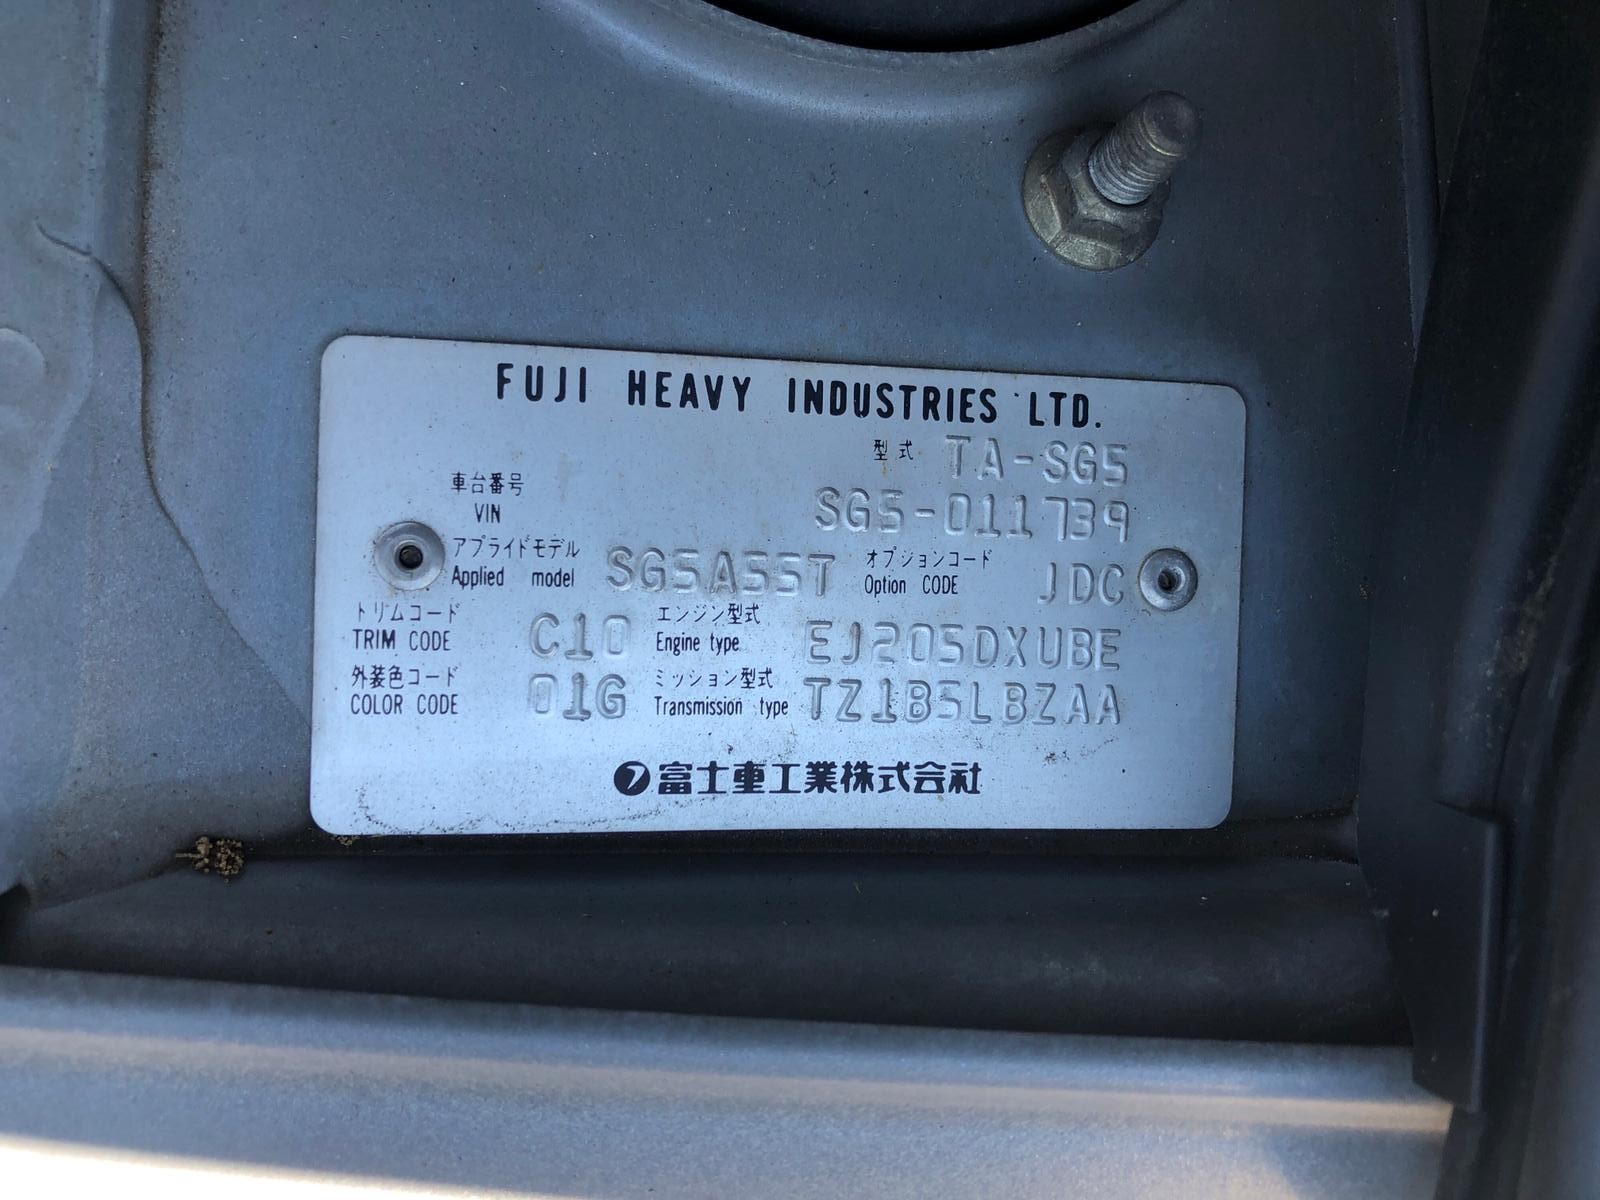 FUJI HEAVY INDUSTRIES LTD.
型式 TA-SG5
車台番号
VIN SG5-011739
アプライドモデル オプションコード
Applied model SG5A55T Option CODE JDC
トリムコード エンジン型式
TRIM CODE C10 Engine type EJ205DXUBE
外装色コード ミッション型式
COLOR CODE 01G Transmission type TZ1B5LBZAA
富士重工業株式会社